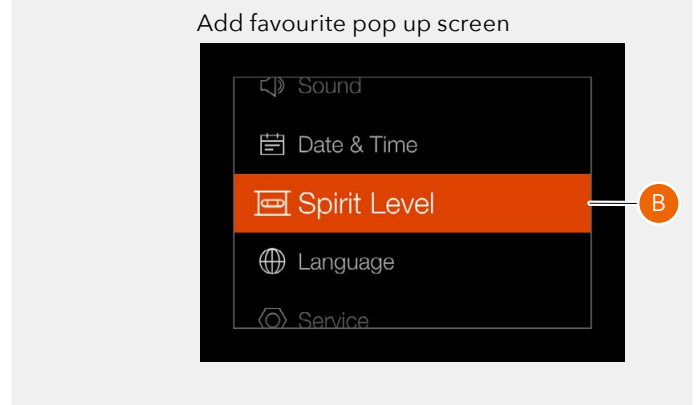 Add favourite pop up screen
Sound
Date & Time
Spirit Level
B
Language
Service